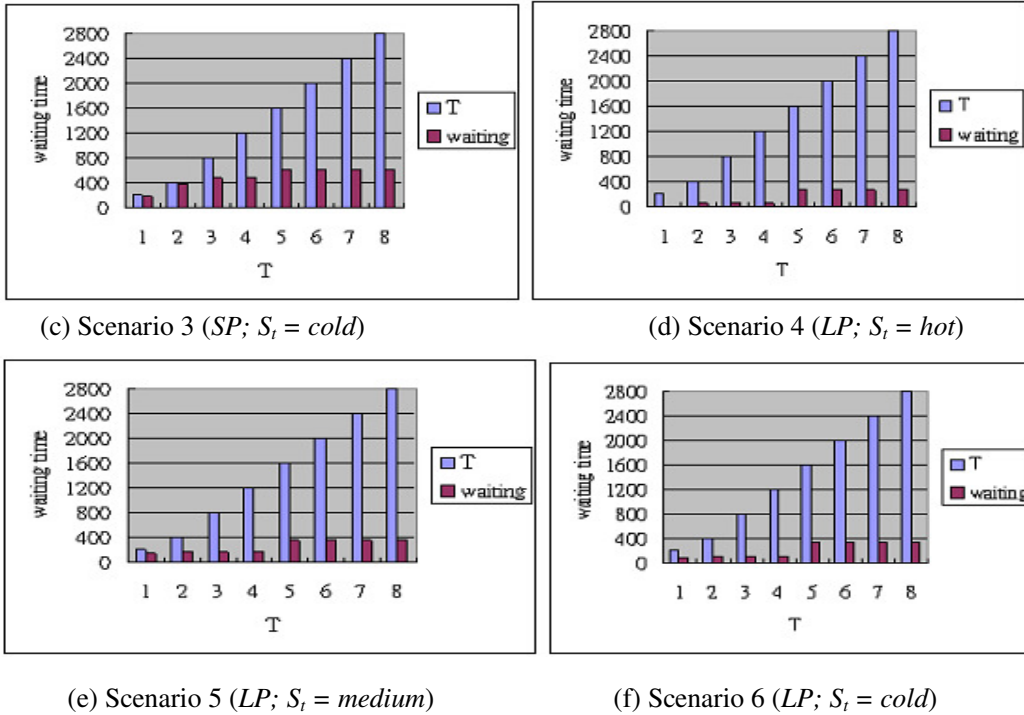 2800
2400
2000
1600
1200
800
400
0
waiting time
1 2 3 4 5 6 7 8
T
T
waiting
(c) Scenario 3 (SP; St = cold)
2800
2400
2000
1600
1200
800
400
0
waiting time
1 2 3 4 5 6 7 8
T
T
waiting
(d) Scenario 4 (LP; St = hot)
2800
2400
2000
1600
1200
800
400
0
waiting time
1 2 3 4 5 6 7 8
T
T
waiting
(e) Scenario 5 (LP; St = medium)
2800
2400
2000
1600
1200
800
400
0
waiting time
1 2 3 4 5 6 7 8
T
T
waiting
(f) Scenario 6 (LP; St = cold)